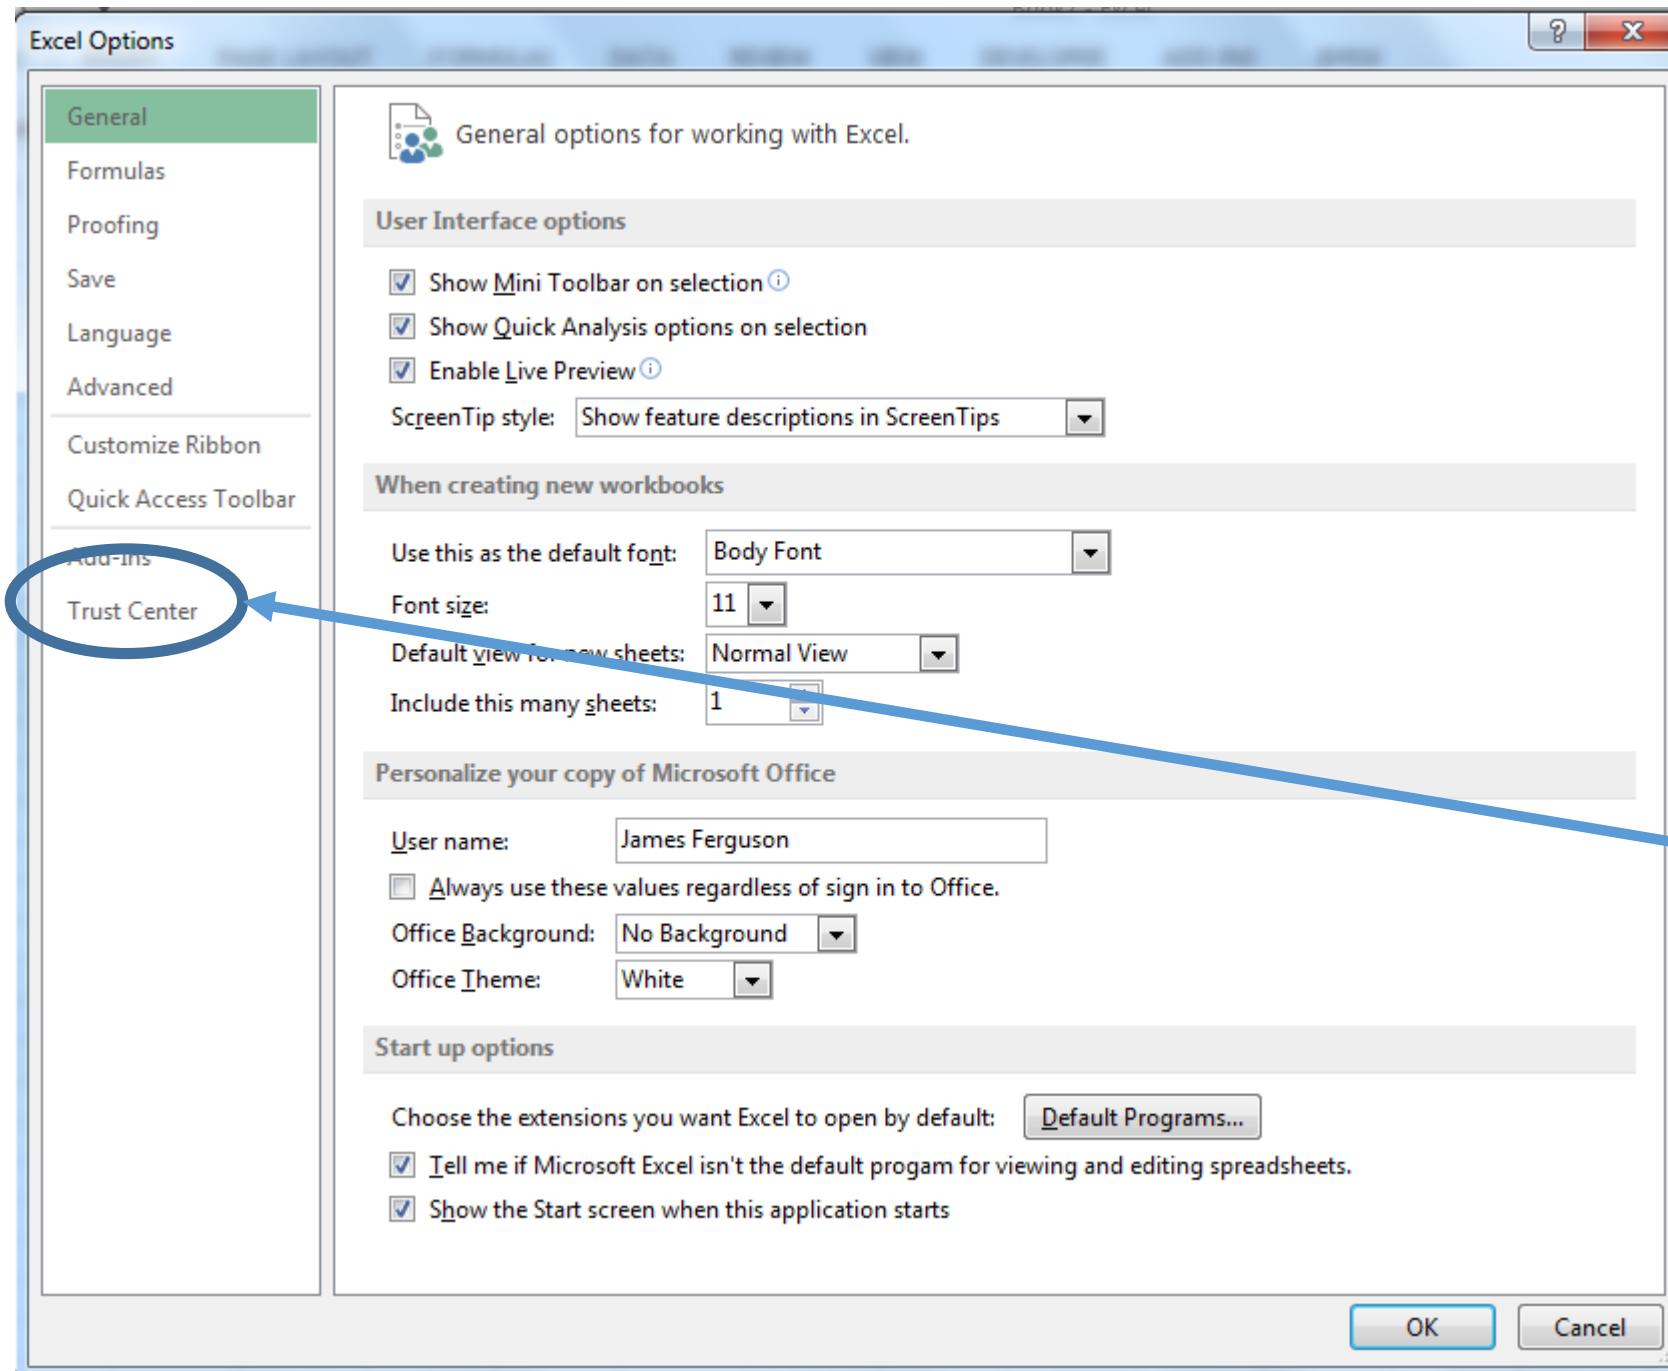 Excel Options
General
Formulas
Proofing
Save
Language
Advanced
Customize Ribbon
Quick Access Toolbar
Add-Ins
Trust Center
General options for working with Excel.
User Interface options
Show Mini Toolbar on selection
Show Quick Analysis options on selection
Enable Live Preview
ScreenTip style: Show feature descriptions in ScreenTips
When creating new workbooks
Use this as the default font: Body Font
Font size: 11
Default view for new sheets: Normal View
Include this many sheets: 1
Personalize your copy of Microsoft Office
User name: James Ferguson
Always use these values regardless of sign in to Office.
Office Background: No Background
Office Theme: White
Start up options
Choose the extensions you want Excel to open by default: Default Programs...
Tell me if Microsoft Excel isn't the default progam for viewing and editing spreadsheets.
Show the Start screen when this application starts
OK Cancel